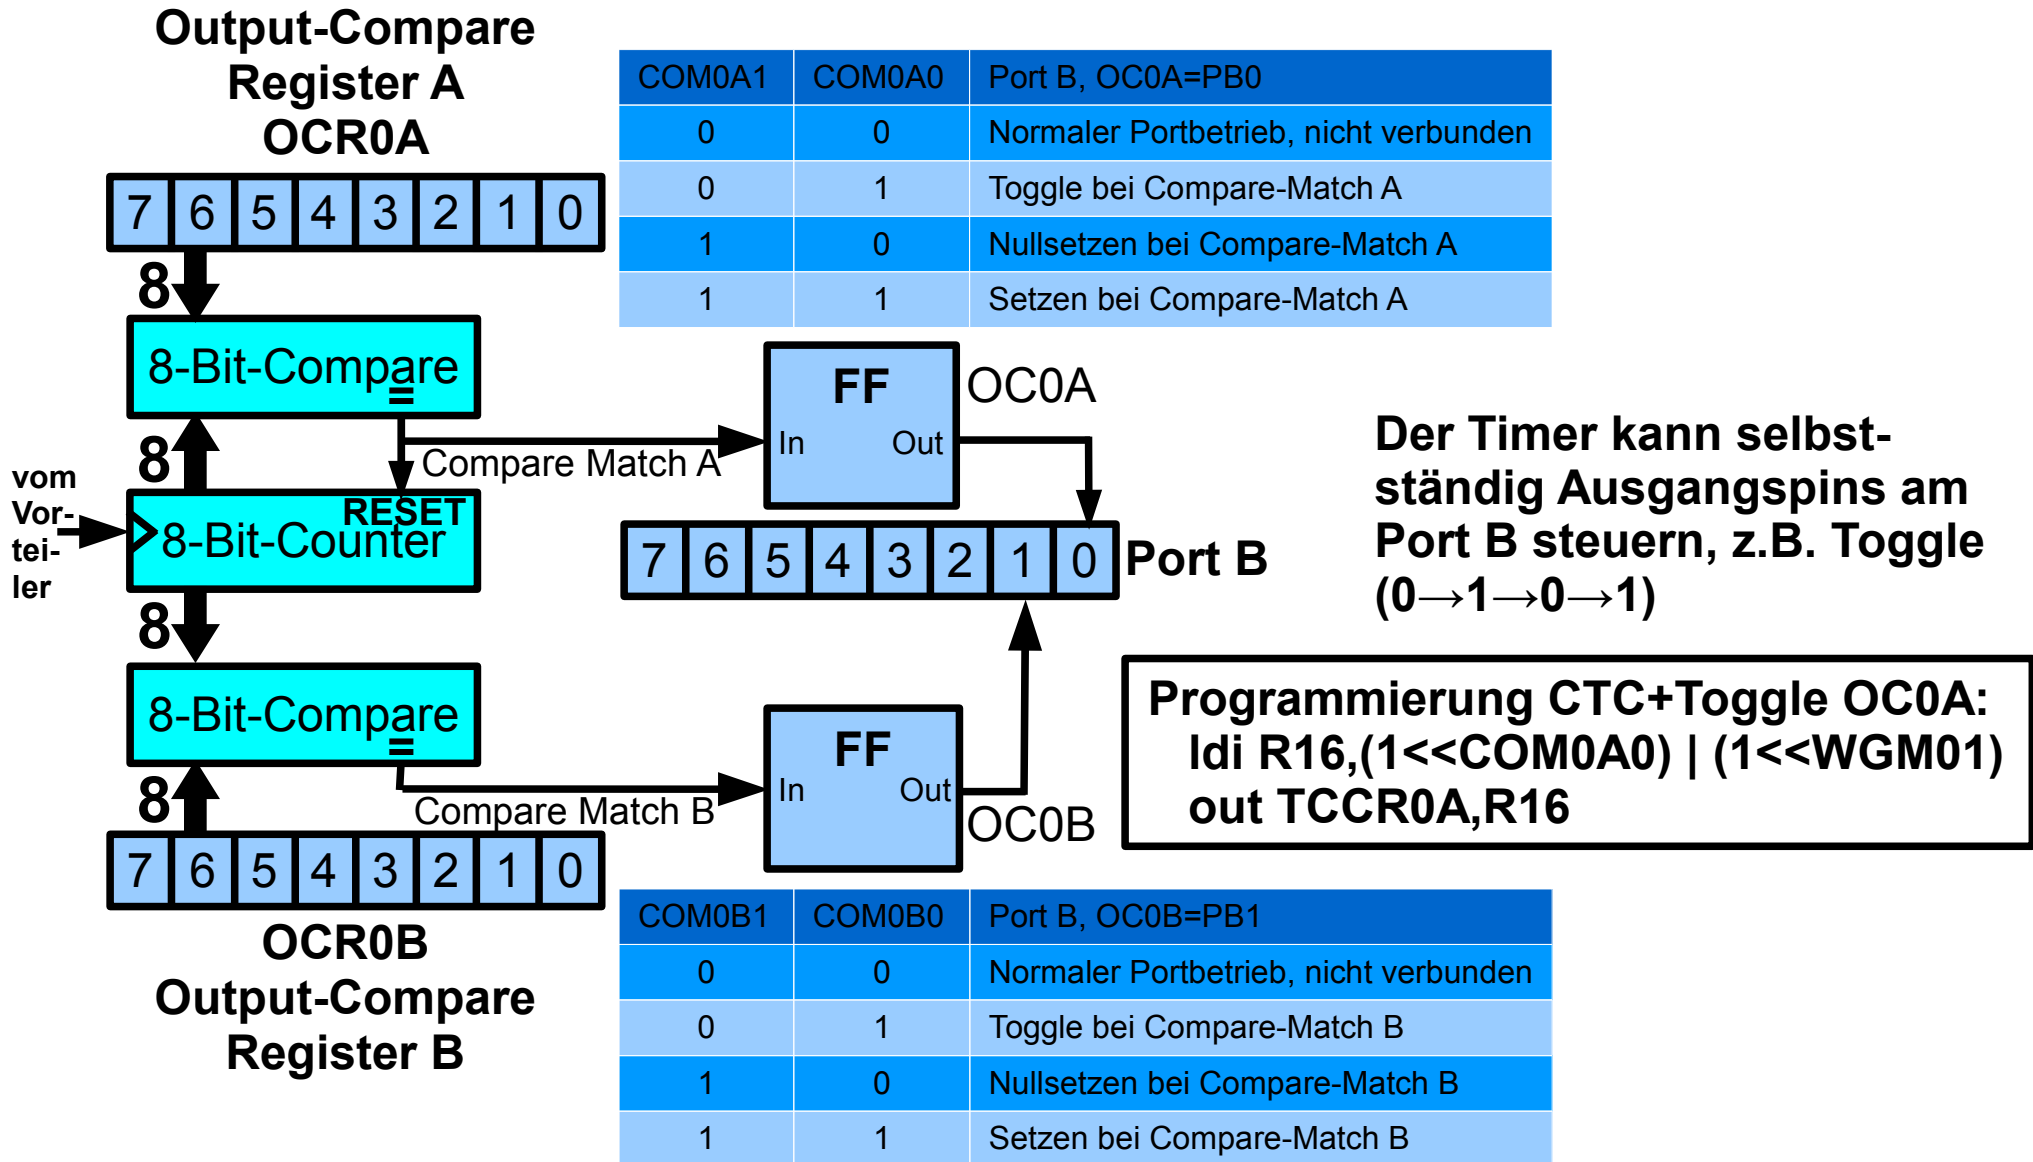 Output-Compare
Register A
OCR0A
7 6 5 4 3 2 1 0
8
8-Bit-Compare
=
8
vom
Vor-
tei-
ler
RESET
8-Bit-Counter
8
8-Bit-Compare
=
8
7 6 5 4 3 2 1 0
OCR0B
Output-Compare
Register B
COM0A1 COM0A0 Port B, OC0A=PB0
0 0 Normaler Portbetrieb, nicht verbunden
0 1 Toggle bei Compare-Match A
1 0 Nullsetzen bei Compare-Match A
1 1 Setzen bei Compare-Match A
Compare Match A
FF
In Out
OC0A
7 6 5 4 3 2 1 0 Port B
Compare Match B
FF
In Out
OC0B
Der Timer kann selbst-
ständig Ausgangspins am
Port B steuern, z.B. Toggle
(0→1→0→1)
Programmierung CTC+Toggle OC0A:
ldi R16,(1<<COM0A0) | (1<<WGM01)
out TCCR0A,R16
COM0B1 COM0B0 Port B, OC0B=PB1
0 0 Normaler Portbetrieb, nicht verbunden
0 1 Toggle bei Compare-Match B
1 0 Nullsetzen bei Compare-Match B
1 1 Setzen bei Compare-Match B